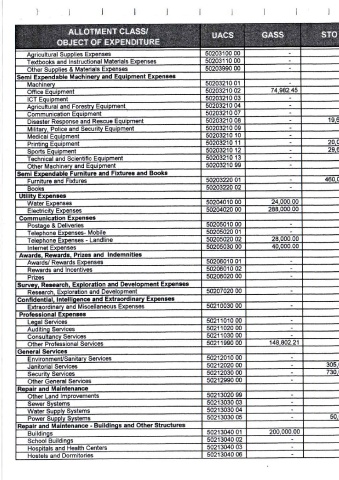 ALLOTMENT CLASS/ OBJECT OF EXPENDITURE UACS GASS STO
Agricultural Supplies Expenses 50203100 00 -
Textbooks and Instructional Materials Expenses 50203110 00 -
Other Supplies & Materials Expenses 50203990 00 -
Semi Expendable Machinery and Equipment Expenses
Machinery 50203210 01 -
Office Equipment 50203210 02 74,982.45
ICT Equipment 50203210 03 -
Agricultural and Forestry Equipment 50203210 04 -
Communication Equipment 50203210 07 -
Disaster Response and Rescue Equipment 50203210 08 - 19,6
Military, Police and Security Equipment 50203210 09 -
Medical Equipment 50203210 10 -
Printing Equipment 50203210 11 - 20,0
Sports Equipment 50203210 12 - 29,6
Technical and Scientific Equipment 50203210 13 -
Other Machinery and Equipment 50203210 99 -
Semi Expendable Furniture and Fixtures and Books
Furniture and Fixtures 50203220 01 - 460,0
Books 50203220 02 -
Utility Expenses
Water Expenses 50204010 00 24,000.00
Electricity Expenses 50204020 00 288,000.00
Communication Expenses
Postage & Deliveries 50205010 00 -
Telephone Expenses- Mobile 50205020 01 -
Telephone Expenses - Landline 50205020 02 28,000.00
Internet Expenses 50205030 00 40,000.00
Awards, Rewards, Prizes and Indemnities
Awards/ Rewards Expenses 50206010 01 -
Rewards and Incentives 50206010 02 -
Prizes 50206020 00 -
Survey, Research, Exploration and Development Expenses
Research, Exploration and Development 50207020 00 -
Confidential, Intelligence and Extraordinary Expenses
Extraordinary and Miscellaneous Expenses 50210030 00 -
Professional Expenses
Legal Services 50211010 00 -
Auditing Services 50211020 00 -
Consultancy Services 50211030 00 -
Other Professional Services 50211990 00 148,802.21
General Services
Environment/Sanitary Services 50212010 00 -
Janitorial Services 50212020 00 - 305,
Security Services 50212030 00 - 730,
Other General Services 50212990 00 -
Repair and Maintenance
Other Land Improvements 50213020 99 -
Sewer Systems 50213030 03 -
Water Supply Systems 50213030 04 -
Power Supply Systems 50213030 05 - 50,
Repairs and Maintenance - Buildings and Other Structures
Buildings 50213040 01 200,000.00
School Buildings 50213040 02 -
Hospitals and Health Centers 50213040 03 -
Hostels and Dormitories 50213040 06 -